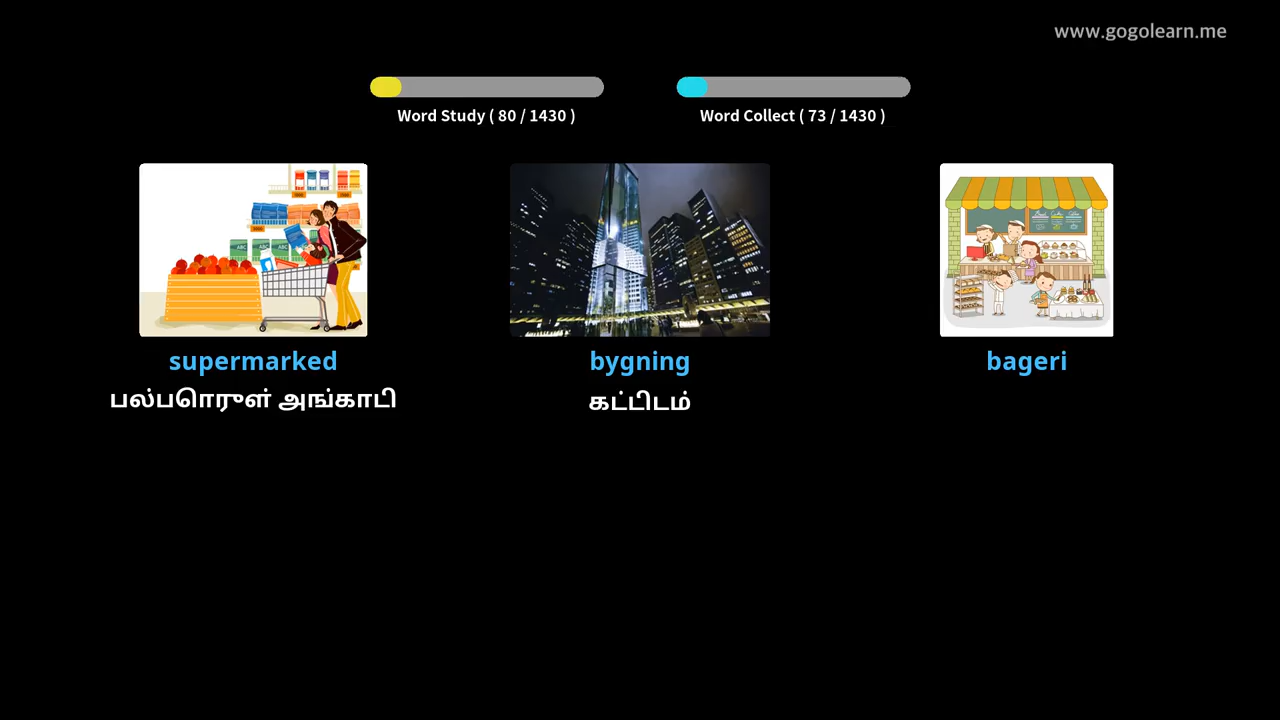 www.gogolearn.me
Word Study ( 80 / 1430 )
Word Collect ( 73 / 1430 )
supermarked
bygning
bageri
பல்பொருள் அங்காடி
கட்டிடம்